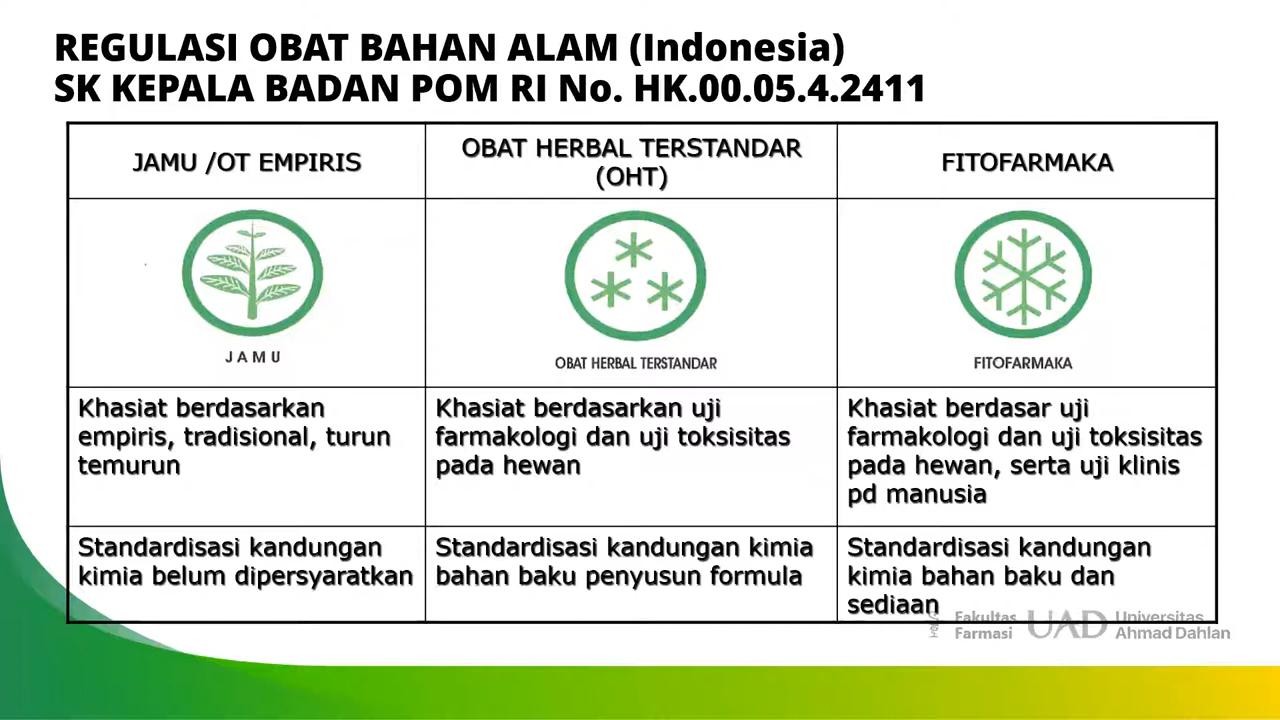 REGULASI OBAT BAHAN ALAM (Indonesia)
SK KEPALA BADAN POM RI No. HK.00.05.4.2411
JAMU /OT EMPIRIS
OBAT HERBAL TERSTANDAR
(OHT)
FITOFARMAKA
JAMU
OBAT HERBAL TERSTANDAR
FITOFARMAKA
Khasiat berdasarkan
empiris, tradisional, turun
temurun
Khasiat berdasarkan uji
farmakologi dan uji toksisitas
pada hewan
Khasiat berdasar uji
farmakologi dan uji toksisitas
pada hewan, serta uji klinis
pd manusia
Standardisasi kandungan
kimia belum dipersyaratkan
Standardisasi kandungan kimia
bahan baku penyusun formula
Standardisasi kandungan
kimia bahan baku dan
sediaan
Fakultas
Farmasi
UAD
Universitas
Ahmad Dahlan